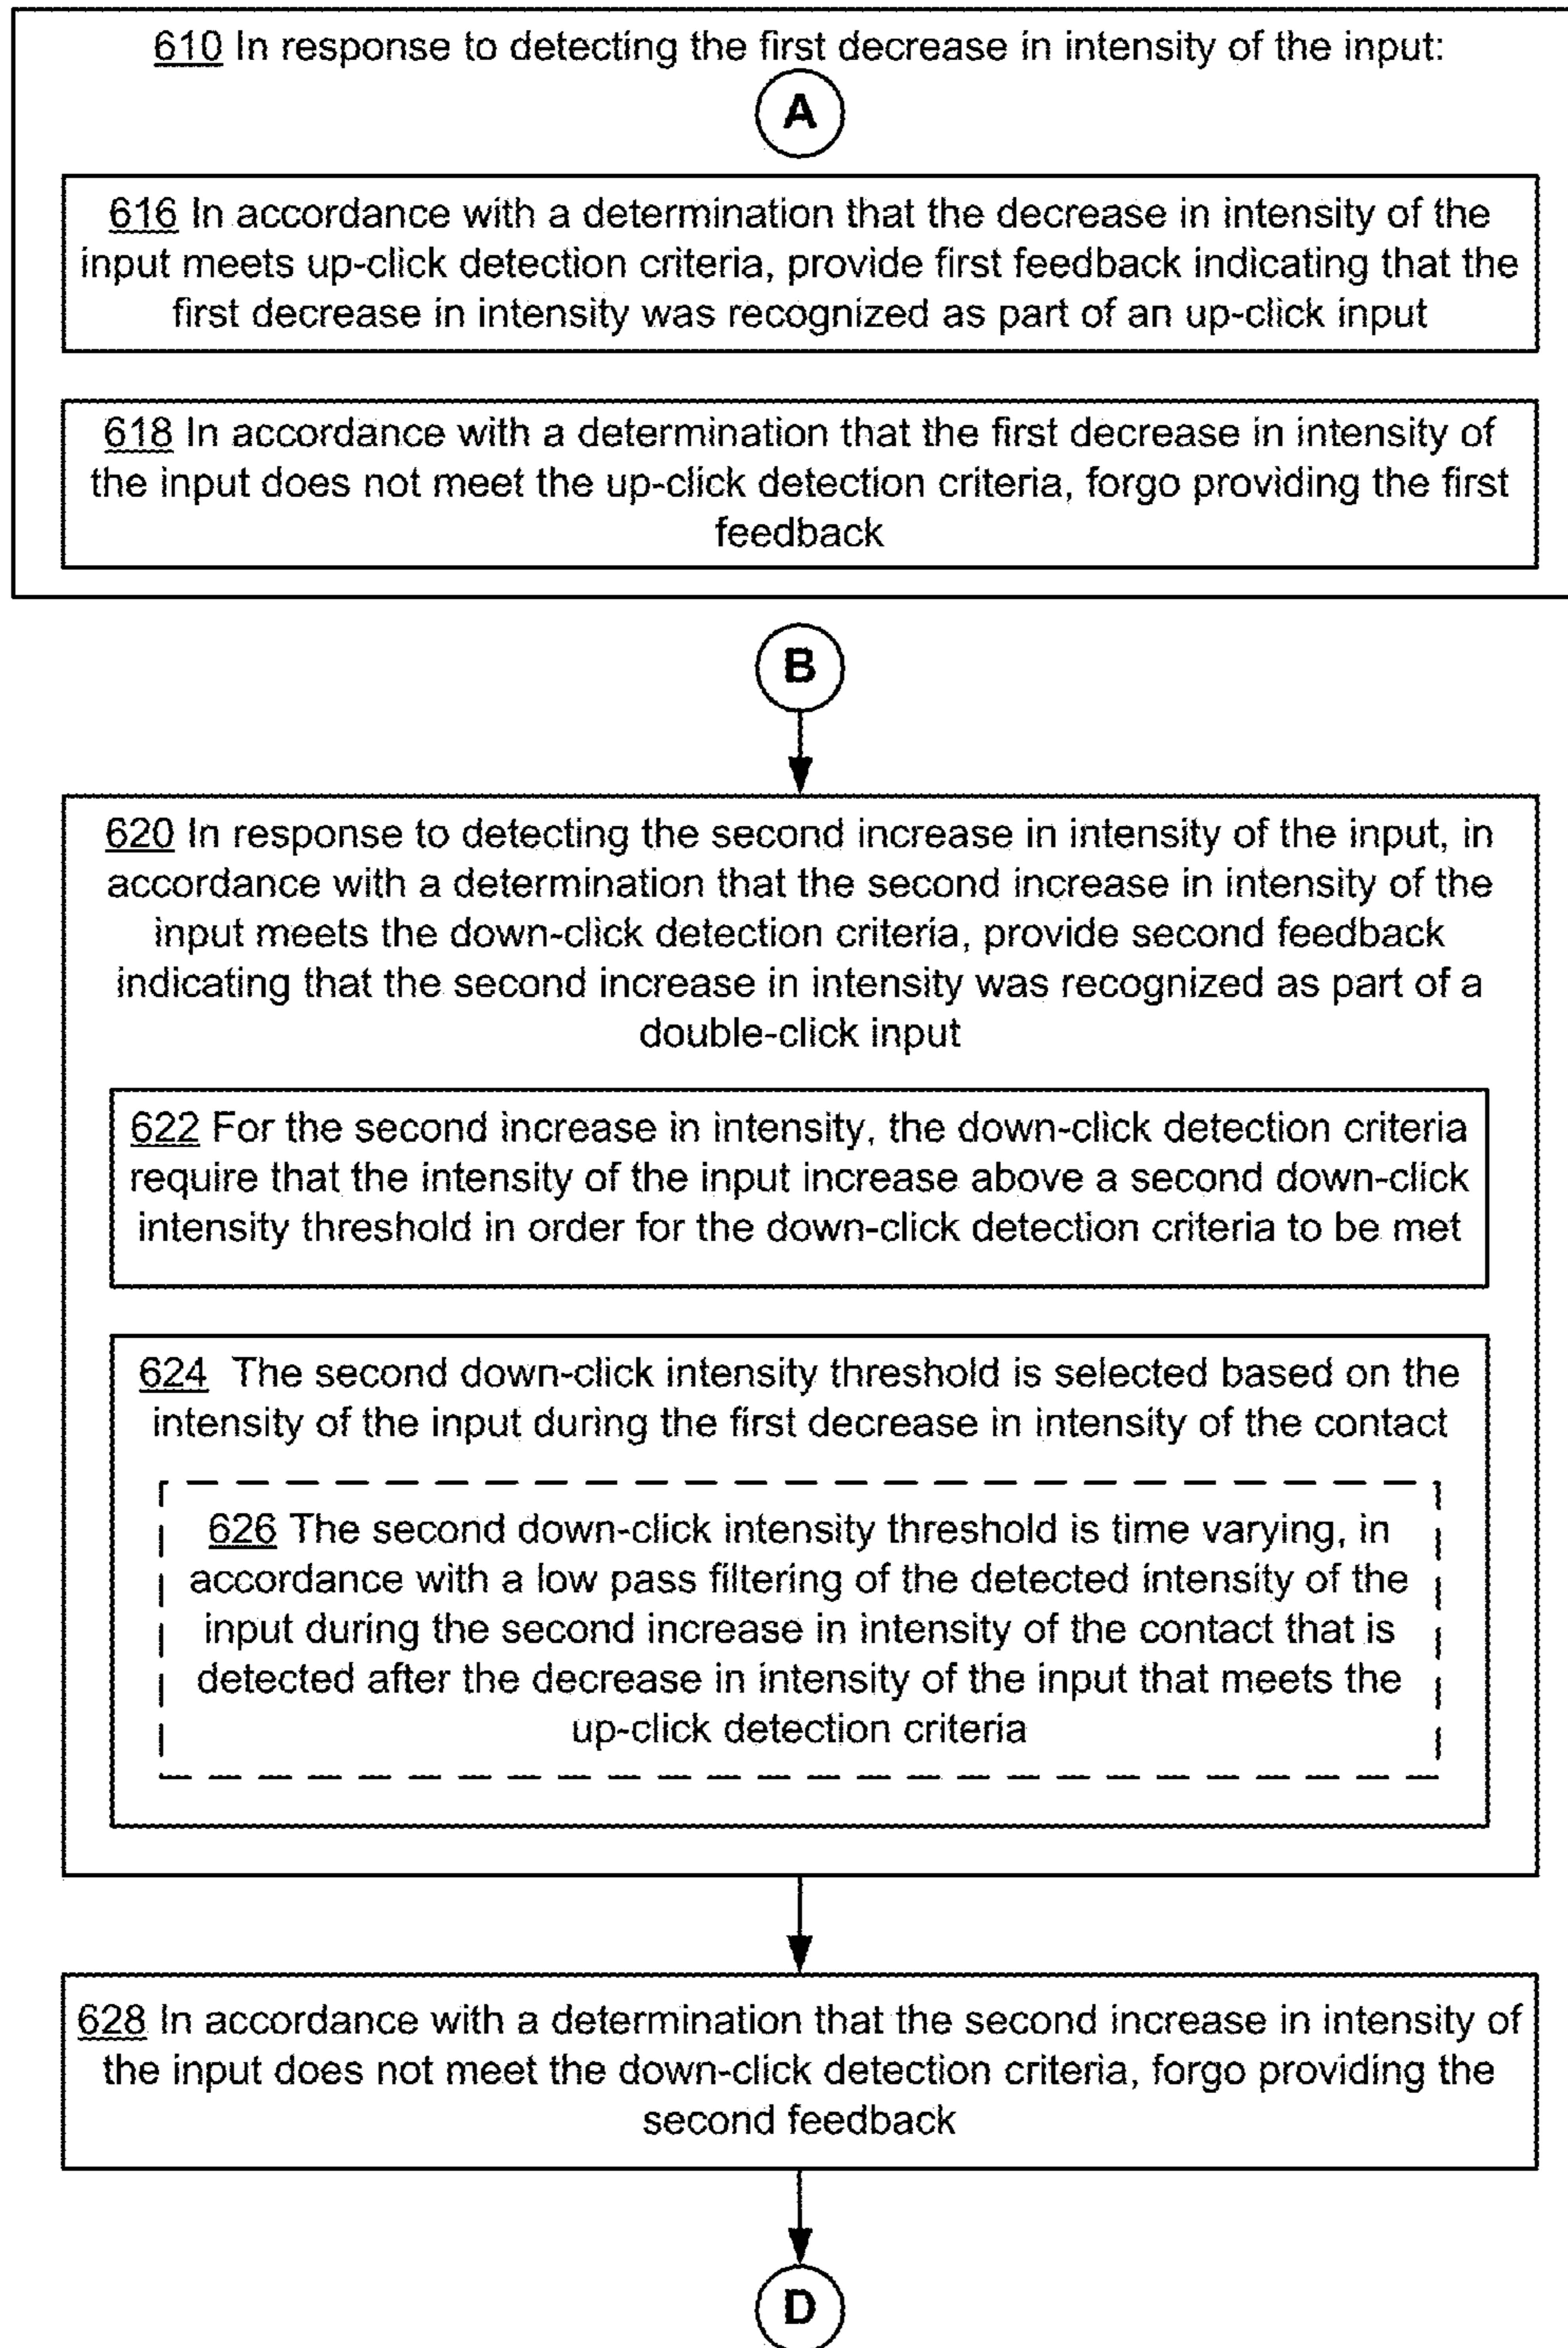 610 In response to detecting the first decrease in intensity of the input:
A
616 In accordance with a determination that the decrease in intensity of the
input meets up-click detection criteria, provide first feedback indicating that the
first decrease in intensity was recognized as part of an up-click input
618 In accordance with a determination that the first decrease in intensity of
the input does not meet the up-click detection criteria, forgo providing the first
feedback
B
620 In response to detecting the second increase in intensity of the input, in
accordance with a determination that the second increase in intensity of the
input meets the down-click detection criteria, provide second feedback
indicating that the second increase in intensity was recognized as part of a
double-click input
622 For the second increase in intensity, the down-click detection criteria
require that the intensity of the input increase above a second down-click
intensity threshold in order for the down-click detection criteria to be met
624 The second down-click intensity threshold is selected based on the
intensity of the input during the first decrease in intensity of the contact
626 The second down-click intensity threshold is time varying, in
accordance with a low pass filtering of the detected intensity of the
input during the second increase in intensity of the contact that is
detected after the decrease in intensity of the input that meets the
up-click detection criteria
628 In accordance with a determination that the second increase in intensity of
the input does not meet the down-click detection criteria, forgo providing the
second feedback
D